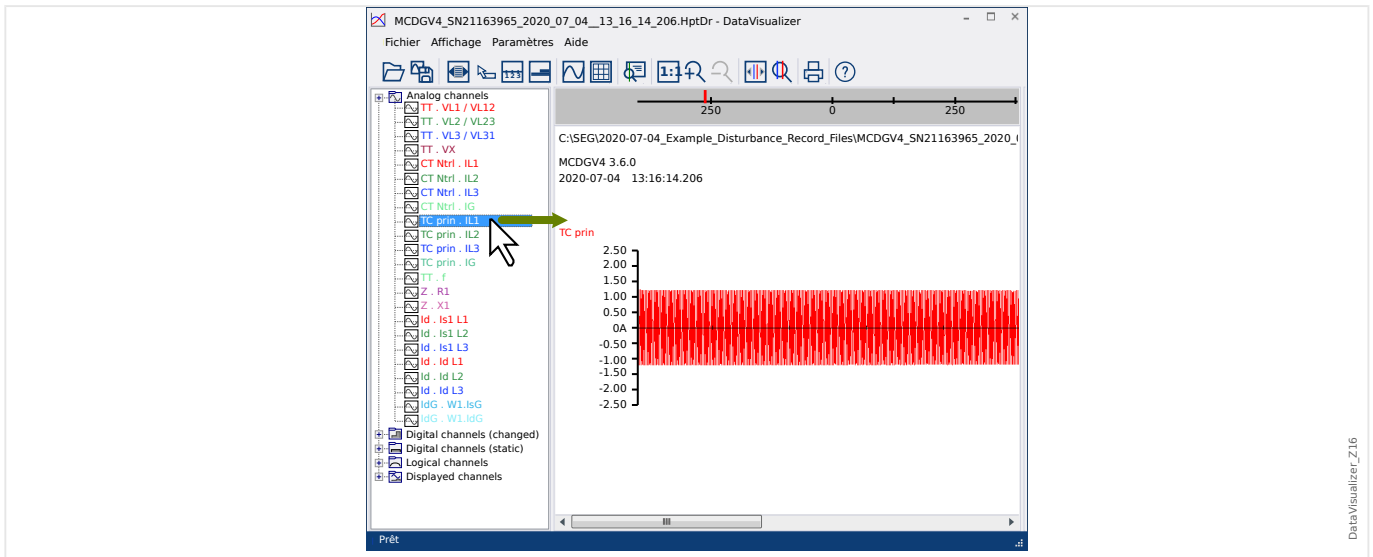 MCDGV4_SN21163965_2020_07_04__13_16_14_206.HptDr - DataVisualizer
Fichier Affichage Paramètres Aide
123
1:1
Analog channels
TT . VL1 / VL12
TT . VL2 / VL23
TT . VL3 / VL31
TT . VX
CT Ntrl . IL1
CT Ntrl . IL2
CT Ntrl . IL3
CT Ntrl . IG
TC prin . IL1
TC prin . IL2
TC prin . IL3
TC prin . IG
TT . f
Z . R1
Z . X1
Id . Is1 L1
Id . Is1 L2
Id . Is1 L3
Id . Id L1
Id . Id L2
Id . Id L3
IdG . W1.IsG
IdG . W1.IdG
Digital channels (changed)
Digital channels (static)
Logical channels
Displayed channels
250 0 250
C:\SEG\2020-07-04_Example_Disturbance_Record_Files\MCDGV4_SN21163965_2020_
MCDGV4 3.6.0
2020-07-04 13:16:14.206
TC prin
2.50
2.00
1.50
1.00
0.50
0A
-0.50
-1.00
-1.50
-2.00
-2.50
Prêt
DataVisualizer_Z16